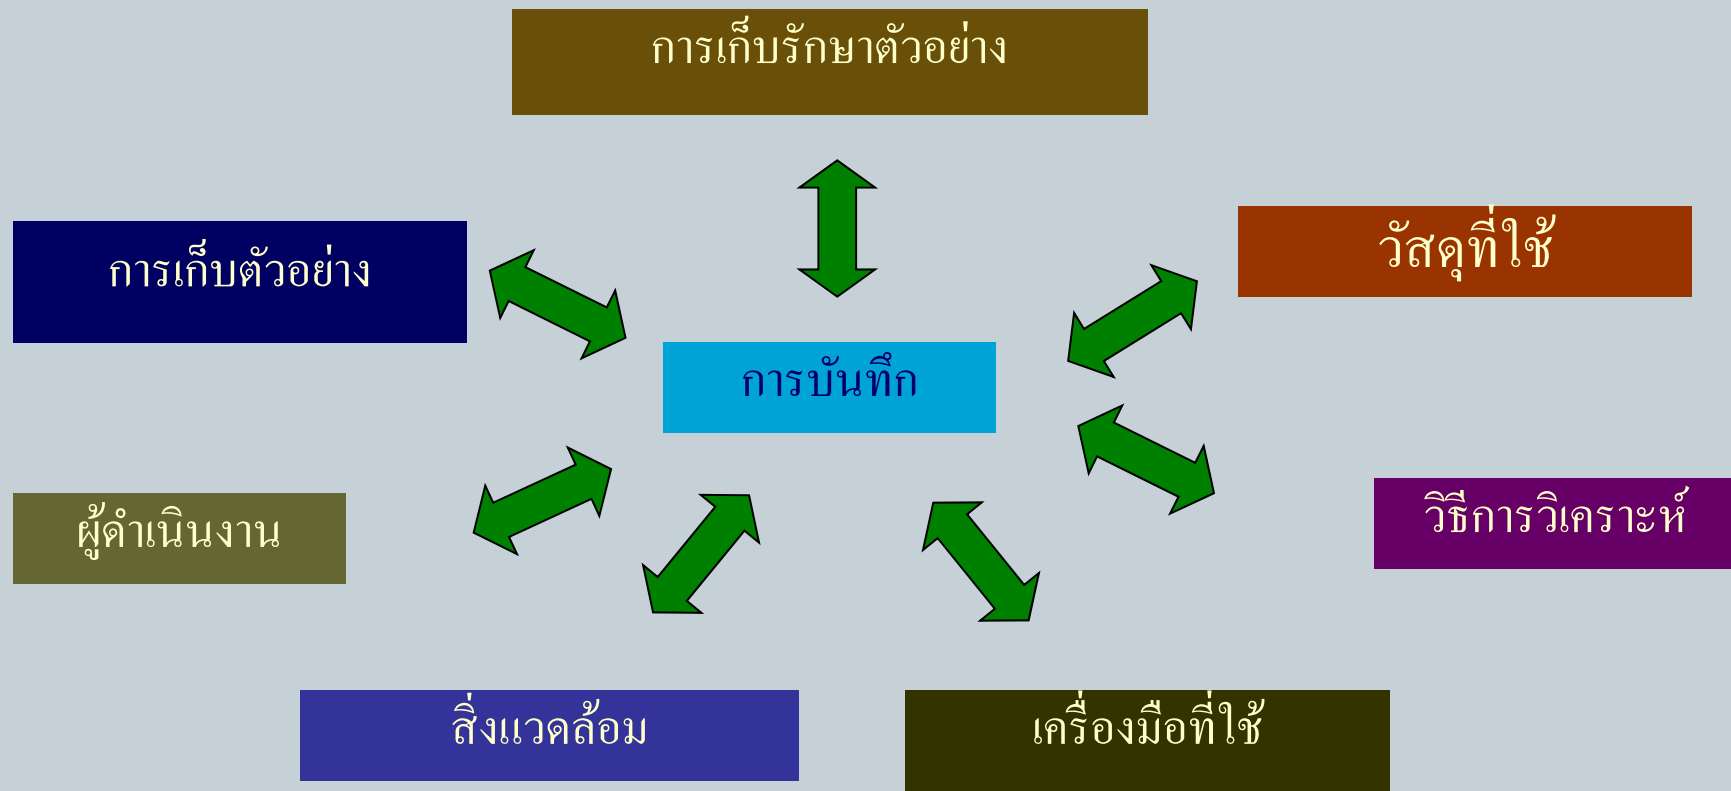 การเก็บรักษาตัวอย่าง
วัสดุที่ใช้
การเก็บตัวอย่าง
การบันทึก
วิธีการวิเคราะห์
ผู้ดำเนินงาน
สิ่งแวดล้อม
เครื่องมือที่ใช้